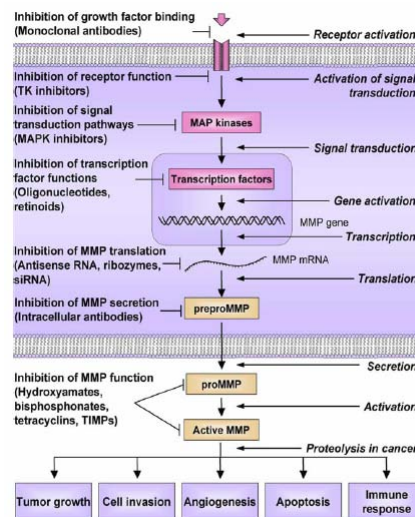 Inhibition of growth factor binding
(Monoclonal antibodies)
Receptor activation
Inhibition of receptor function
(TK inhibitors)
Activation of signal
transduction
Inhibition of signal
transduction pathways
(MAPK inhibitors)
MAP kinases
Signal transduction
Inhibition of transcription
factor functions
(Oligonucleotides,
retinoids)
Transcription factors
Gene activation
MMP gene
Transcription
Inhibition of MMP translation
(Antisense RNA, ribozymes,
siRNA)
MMP mRNA
Translation
Inhibition of MMP secretion
(Intracellular antibodies)
preproMMP
Secretion
Inhibition of MMP function
(Hydroxyamates,
bisphosphonates,
tetracyclins, TIMPs)
proMMP
Activation
Active MMP
Proteolysis in cancer
Tumor growth
Cell invasion
Angiogenesis
Apoptosis
Immune
response